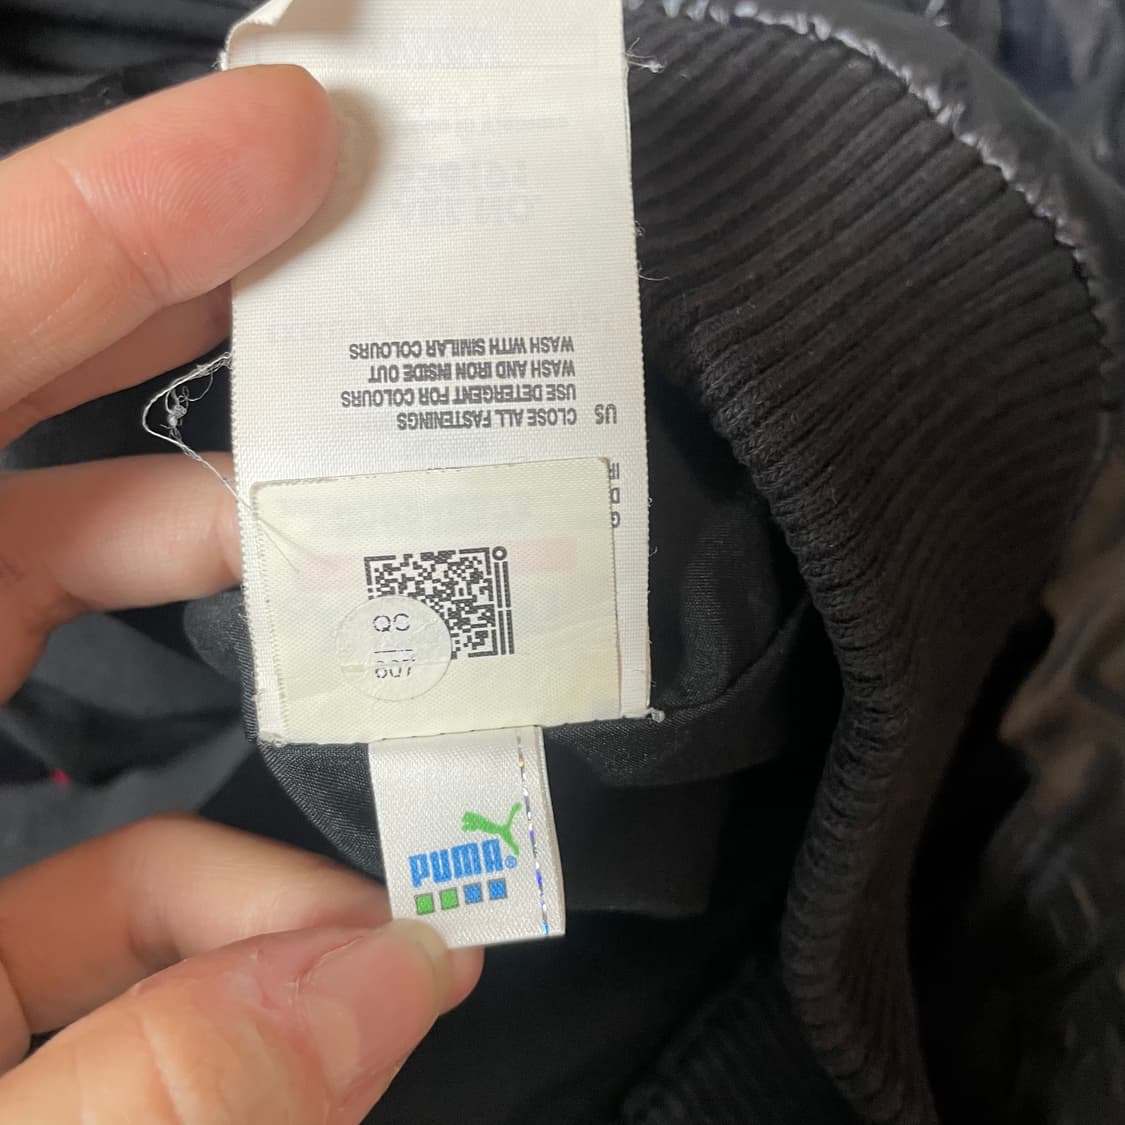 US CLOSE ALL FASTENINGS
USE DETERGENT FOR COLOURS
WASH AND IRON INSIDE OUT
WASH WITH SIMILAR COLOURS
QC
607
PUMA®